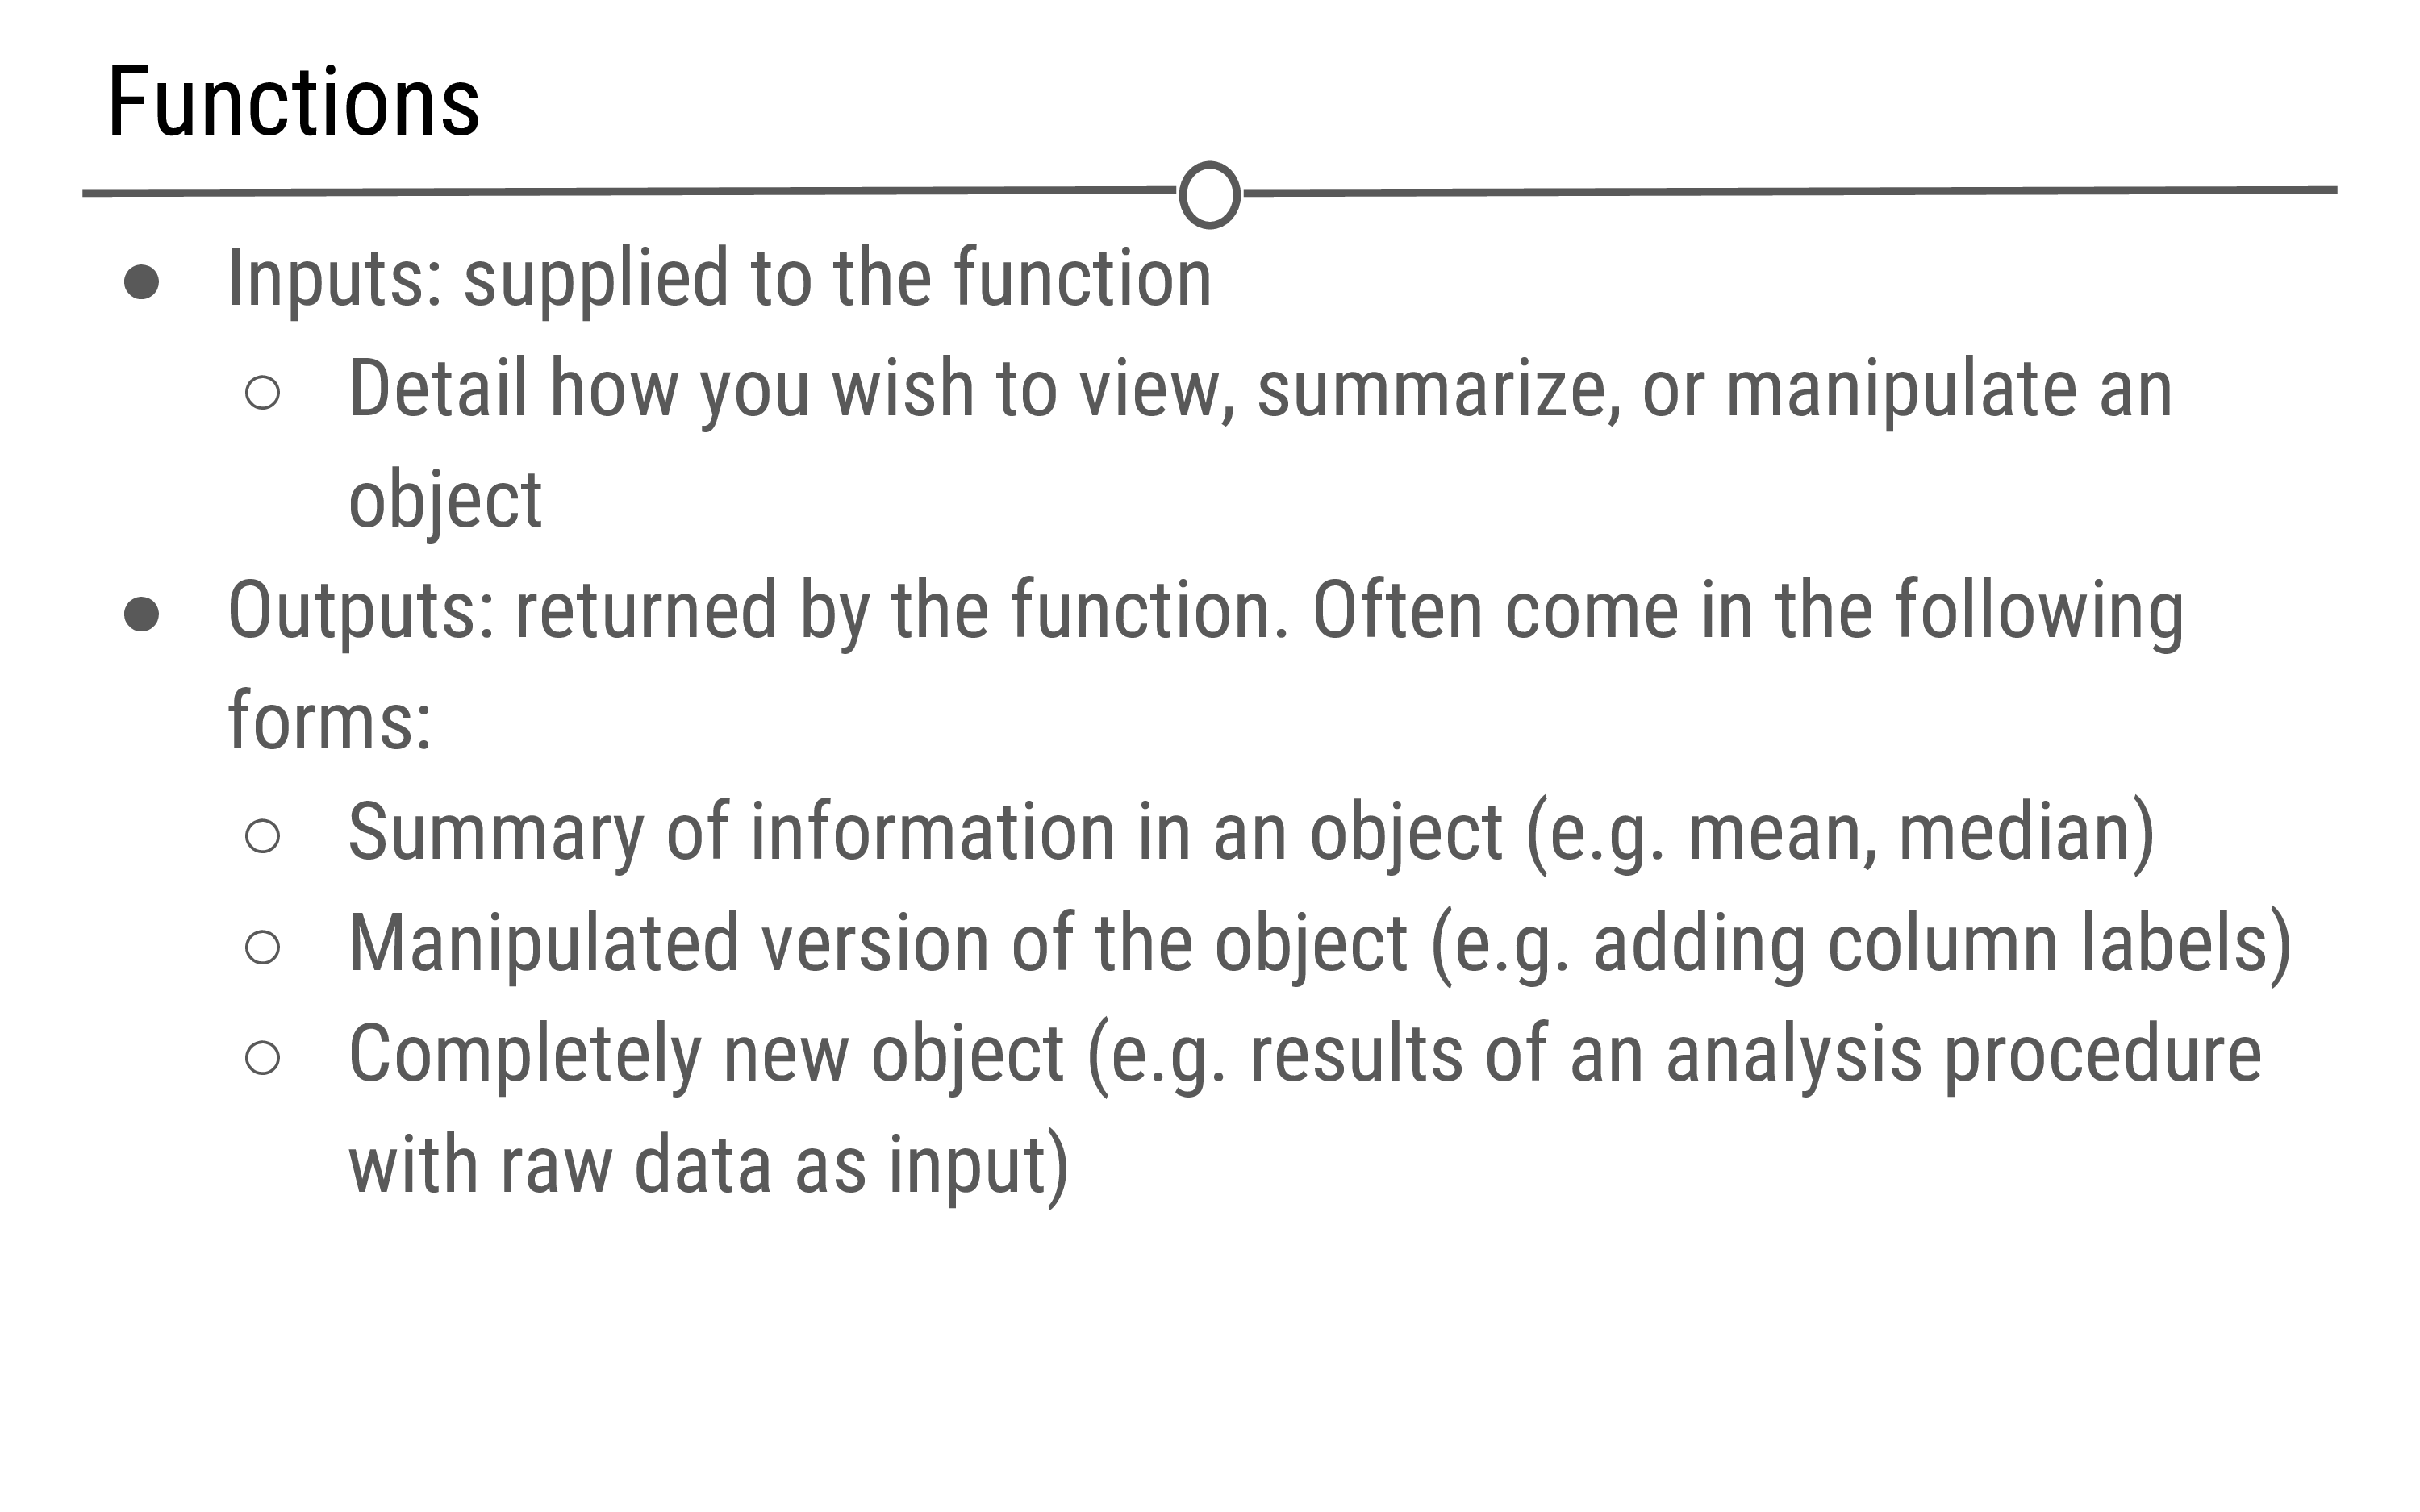 Functions
● Inputs: supplied to the function
○ Detail how you wish to view, summarize, or manipulate an
object
● Outputs: returned by the function. Often come in the following
forms:
○ Summary of information in an object (e.g. mean, median)
○ Manipulated version of the object (e.g. adding column labels)
○ Completely new object (e.g. results of an analysis procedure
with raw data as input)